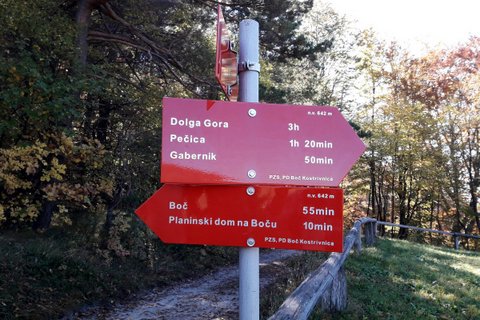 n.v. 642 m
Dolga Gora 3h
Pečica 1h 20min
Gabernik 50min
PZS, PD Boč Kostrivnica
n.v. 642 m
Boč 55min
Planinski dom na Boču 10min
PZS, PD Boč Kostrivnica